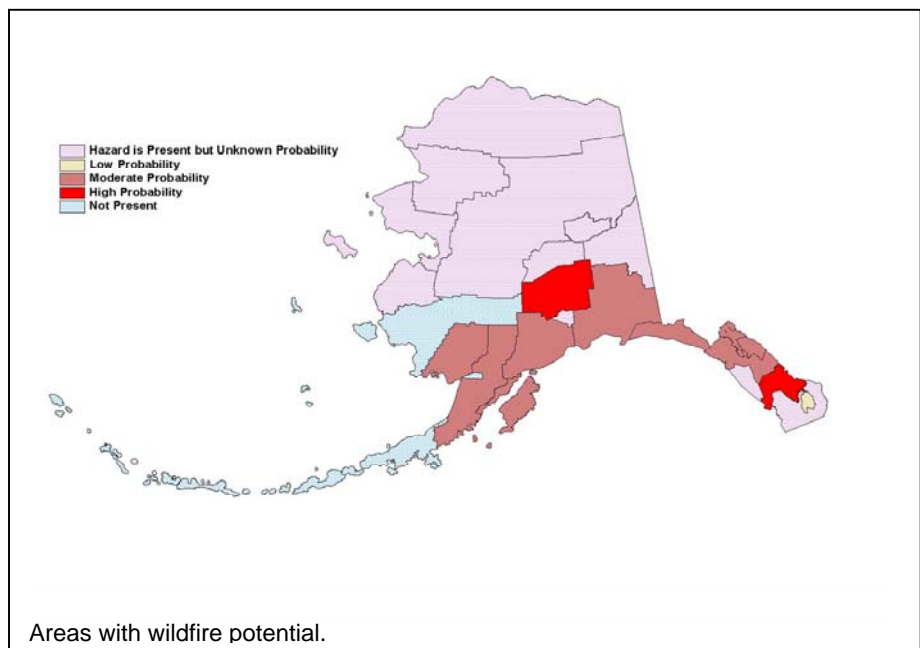 Hazard is Present but Unknown Probability
Low Probability
Moderate Probability
High Probability
Not Present
Areas with wildfire potential.